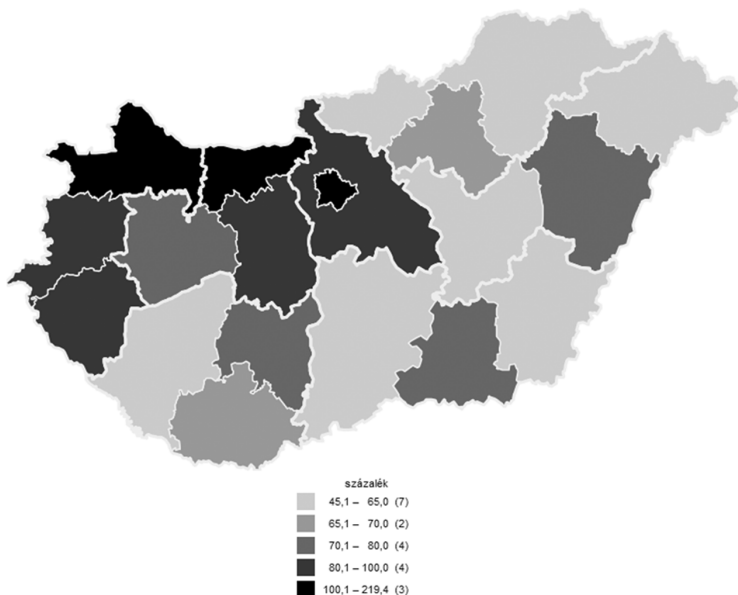 százalék
45,1 – 65,0 (7)
65,1 – 70,0 (2)
70,1 – 80,0 (4)
80,1 – 100,0 (4)
100,1 – 219,4 (3)